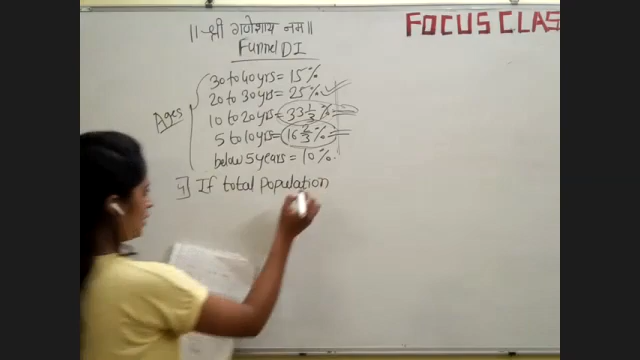 ॥ श्री गणेशाय नमः ॥
FOCUS CLAS
Funnel DI
Ages
30 to 40 yrs = 15%
20 to 30 yrs = 25%
10 to 20 yrs = 33 1/3 %
5 to 10 yrs = 16 2/3 %
below 5 years = 10%.
If total population